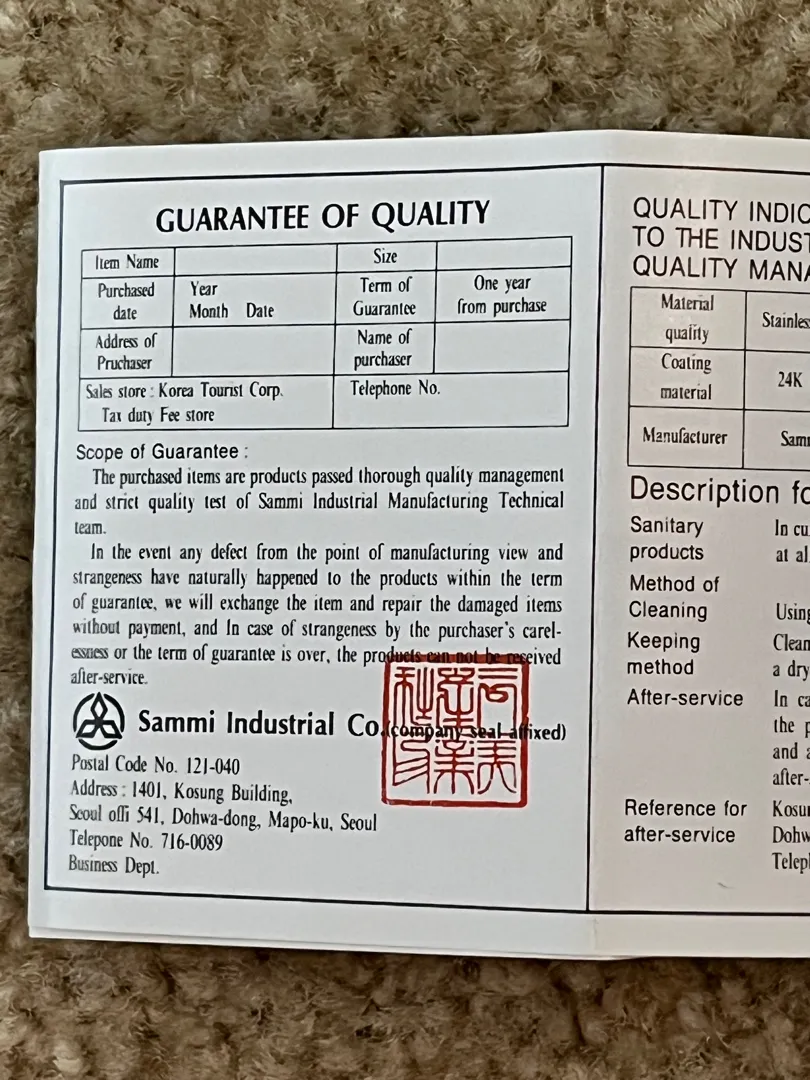 GUARANTEE OF QUALITY
Item Name
Size
Purchased date
Year Month Date
Term of Guarantee
One year from purchase
Address of Pruchaser
Name of purchaser
Sales store : Korea Tourist Corp.
Tax duty Fee store
Telephone No.
Scope of Guarantee :
The purchased items are products passed thorough quality management
and strict quality test of Sammi Industrial Manufacturing Technical
team.
In the event any defect from the point of manufacturing view and
strangeness have naturally happened to the products within the term
of guarantee, we will exchange the item and repair the damaged items
without payment, and In case of strangeness by the purchaser's carel-
essness or the term of guarantee is over, the products can not be received
after-service.
Sammi Industrial Co.(company seal affixed)
Postal Code No. 121-040
Address : 1401, Kosung Building,
Seoul offi 541, Dohwa-dong, Mapo-ku, Seoul
Telepone No. 716-0089
Business Dept.
QUALITY INDIC
TO THE INDUST
QUALITY MANA
Material quality
Stainles
Coating material
24K
Manufacturer
Sam
Description fo
Sanitary products
In cu
at al
Method of Cleaning
Using
Keeping method
Clean
a dry
After-service
In ca
the p
and a
after-
Reference for after-service
Kosun
Dohw
Telep